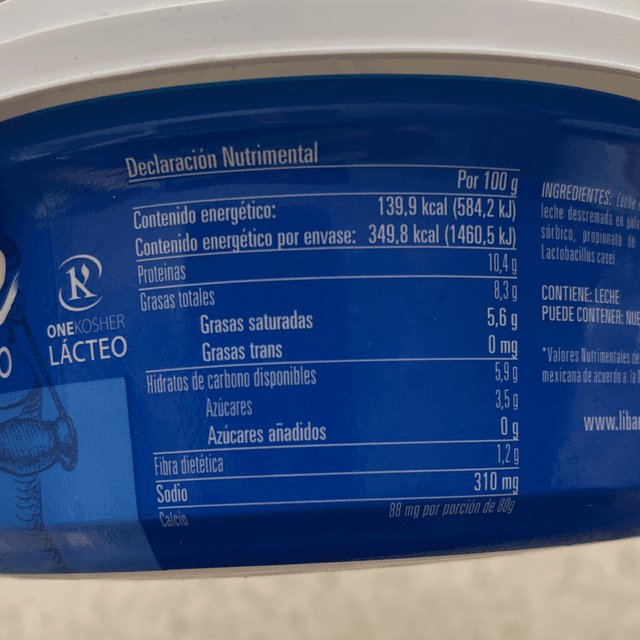 Declaración Nutrimental
Por 100 g
Contenido energético: 139,9 kcal (584,2 kJ)
Contenido energético por envase: 349,8 kcal (1460,5 kJ)
Proteínas 10,4 g
Grasas totales 8,3 g
Grasas saturadas 5,6 g
Grasas trans 0 mg
Hidratos de carbono disponibles 5,9 g
Azúcares 3,5 g
Azúcares añadidos 0 g
Fibra dietética 1,2 g
Sodio 310 mg
Calcio 88 mg por porción de 80g
K
ONEKOSHER
LÁCTEO
O
INGREDIENTES: Leche
leche descremada en
sórbico, propionato de
Lactobacillus casei.
CONTIENE: LECHE
PUEDE CONTENER:
*Valores Nutrimentales
mexicana de acuerdo a la
www.liba